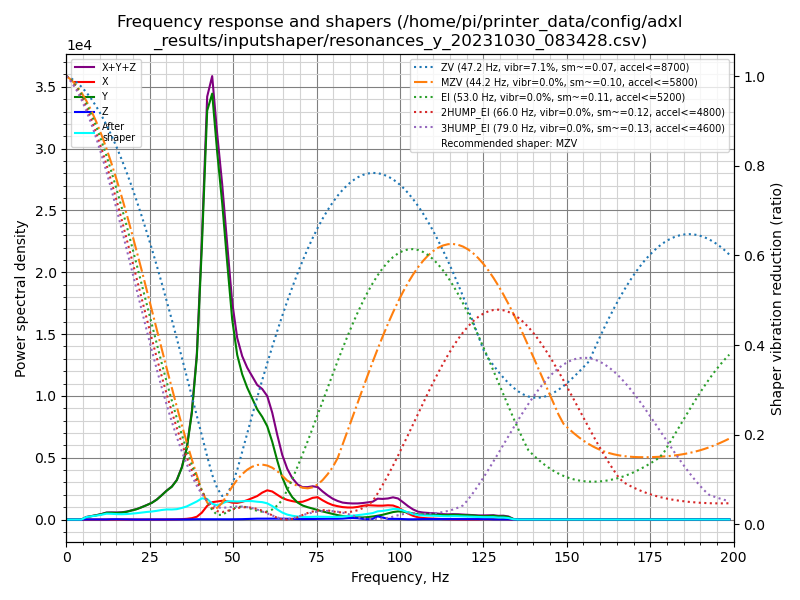 Frequency response and shapers (/home/pi/printer_data/config/adxl
_results/inputshaper/resonances_y_20231030_083428.csv)
1e4
X+Y+Z
X
Y
Z
After
shaper
ZV (47.2 Hz, vibr=7.1%, sm~=0.07, accel<=8700)
MZV (44.2 Hz, vibr=0.0%, sm~=0.10, accel<=5800)
EI (53.0 Hz, vibr=0.0%, sm~=0.11, accel<=5200)
2HUMP_EI (66.0 Hz, vibr=0.0%, sm~=0.12, accel<=4800)
3HUMP_EI (79.0 Hz, vibr=0.0%, sm~=0.13, accel<=4600)
Recommended shaper: MZV
Power spectral density
3.5
3.0
2.5
2.0
1.5
1.0
0.5
0.0
1.0
0.8
0.6
0.4
0.2
0.0
Shaper vibration reduction (ratio)
0 25 50 75 100 125 150 175 200
Frequency, Hz